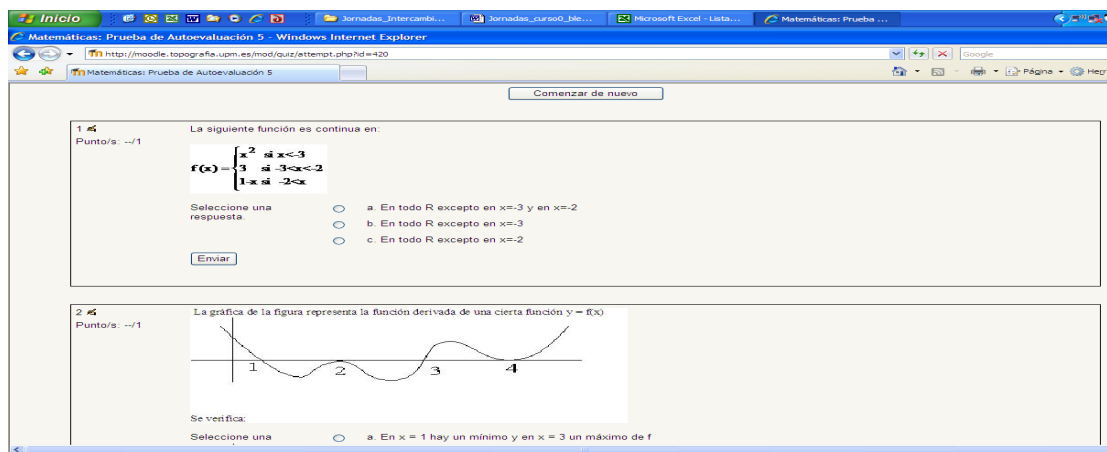 Inicio
Jornadas_Intercambi...
Jornadas_curso0_ble...
Microsoft Excel - Lista...
Matemáticas: Prueba ...
Matemáticas: Prueba de Autoevaluación 5 - Windows Internet Explorer
http://moodle.topografia.upm.es/mod/quiz/attempt.php?id=420
Google
Matemáticas: Prueba de Autoevaluación 5
Página
Comenzar de nuevo
1
Punto/s: --/1
La siguiente función es continua en:
f(x) = { x² si x<-3
3 si -3<x<-2
1-x si -2<x
Seleccione una
respuesta.
a. En todo R excepto en x=-3 y en x=-2
b. En todo R excepto en x=-3
c. En todo R excepto en x=-2
Enviar
2
Punto/s: --/1
La gráfica de la figura representa la función derivada de una cierta función y = f(x)
1 2 3 4
Se verifica:
Seleccione una
a. En x = 1 hay un mínimo y en x = 3 un máximo de f